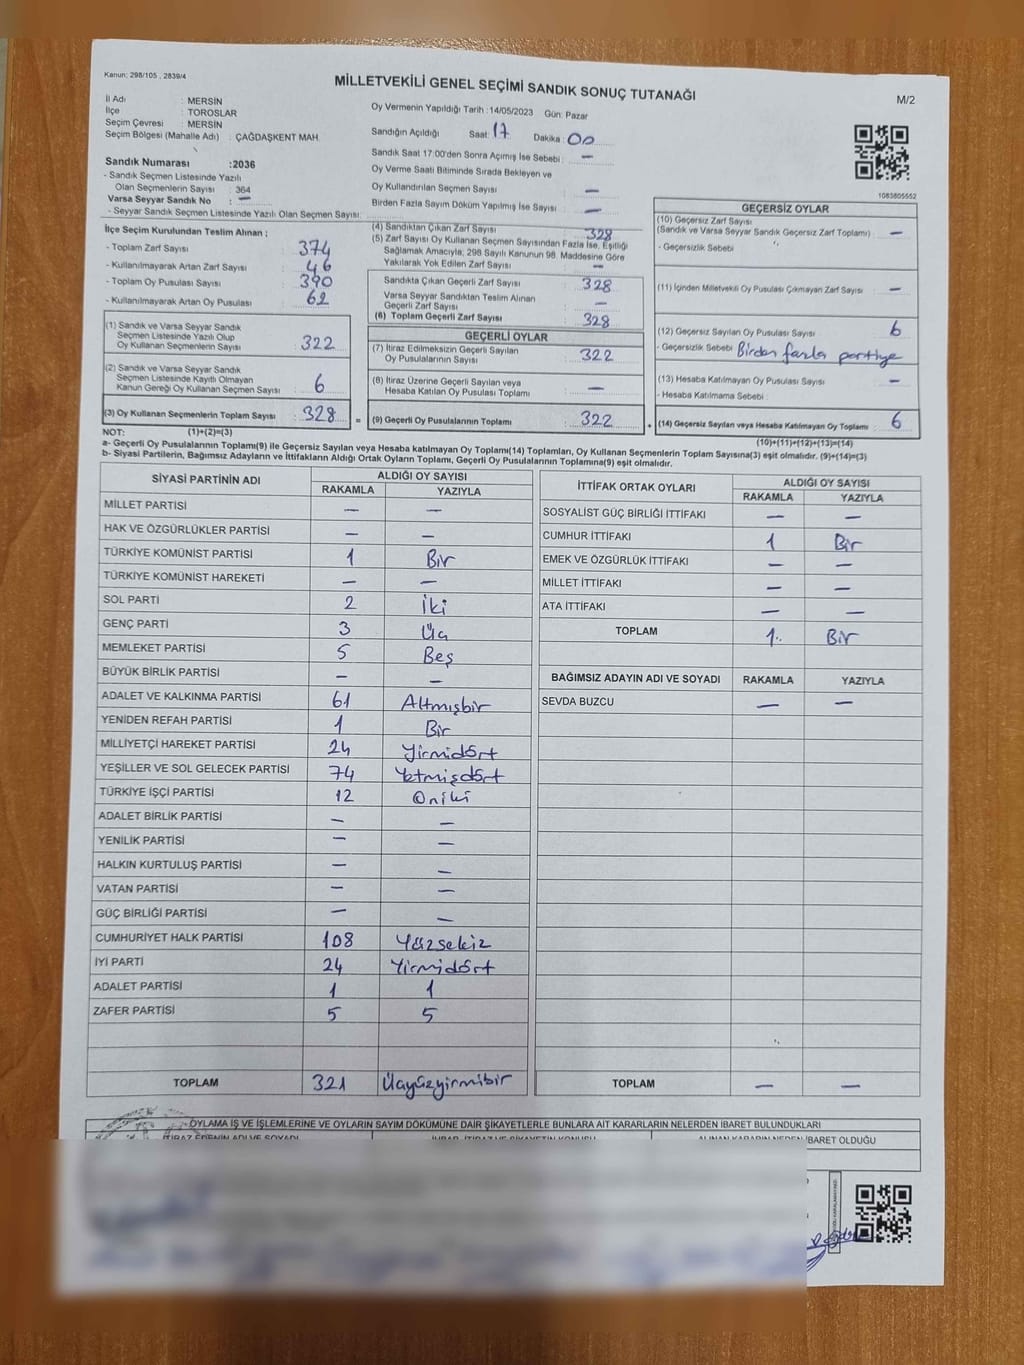 Kanun: 298/105 , 2839/4
MİLLETVEKİLİ GENEL SEÇİMİ SANDIK SONUÇ TUTANAĞI
M/2
İl Adı : MERSİN
İlçe : TOROSLAR
Seçim Çevresi : MERSİN
Seçim Bölgesi (Mahalle Adı) : ÇAĞDAŞKENT MAH.
Sandık Numarası :2036
- Sandık Seçmen Listesinde Yazılı
Olan Seçmenlerin Sayısı : 364
Varsa Seyyar Sandık No : —
- Seyyar Sandık Seçmen Listesinde Yazılı Olan Seçmen Sayısı:
Oy Vermenin Yapıldığı Tarih : 14/05/2023 Gün: Pazar
Sandığın Açıldığı Saat: 17 Dakika : 00
Sandık Saat 17:00'den Sonra Açımış İse Sebebi : —
Oy Verme Saati Bitiminde Sırada Bekleyen ve
Oy Kullandırılan Seçmen Sayısı —
Birden Fazla Sayım Döküm Yapılmış İse Sayısı : —
1083805552
İlçe Seçim Kurulundan Teslim Alınan :
- Toplam Zarf Sayısı : 374
- Kullanılmayarak Artan Zarf Sayısı : 46
- Toplam Oy Pusulası Sayısı : 390
- Kullanılmayarak Artan Oy Pusulası : 62
(1) Sandık ve Varsa Seyyar Sandık
Seçmen Listesinde Yazılı Olup
Oy Kullanan Seçmenlerin Sayısı : 322
(2) Sandık ve Varsa Seyyar Sandık
Seçmen Listesinde Kayıtlı Olmayan
Kanun Gereği Oy Kullanan Seçmen Sayısı : 6
(3) Oy Kullanan Seçmenlerin Toplam Sayısı : 328
(4) Sandıktan Çıkan Zarf Sayısı : 328
(5) Zarf Sayısı Oy Kullanan Seçmen Sayısından Fazla İse, Eşitliği
Sağlamak Amacıyla, 298 Sayılı Kanunun 98. Maddesine Göre
Yakılarak Yok Edilen Zarf Sayısı : —
Sandıkta Çıkan Geçerli Zarf Sayısı : 328
Varsa Seyyar Sandıktan Teslim Alınan
Geçerli Zarf Sayısı : —
(6) Toplam Geçerli Zarf Sayısı : 328
GEÇERLİ OYLAR
(7) İtiraz Edilmeksizin Geçerli Sayılan
Oy Pusulalarının Sayısı : 322
(8) İtiraz Üzerine Geçerli Sayılan veya
Hesaba Katılan Oy Pusulası Toplamı : —
= (9) Geçerli Oy Pusulalarının Toplamı : 322
GEÇERSİZ OYLAR
(10) Geçersiz Zarf Sayısı
(Sandık ve Varsa Seyyar Sandık Geçersiz Zarf Toplamı) : —
- Geçersizlik Sebebi :
(11) İçinden Milletvekili Oy Pusulası Çıkmayan Zarf Sayısı : —
(12) Geçersiz Sayılan Oy Pusulası Sayısı : 6
- Geçersizlik Sebebi : Birden fazla partiye
(13) Hesaba Katılmayan Oy Pusulası Sayısı : —
- Hesaba Katılmama Sebebi :
+ (14) Geçersiz Sayılan veya Hesaba Katılmayan Oy Toplamı : 6
NOT: (1)+(2)=(3)
(10)+(11)+(12)+(13)=(14)
a- Geçerli Oy Pusulaları Toplamı(9) ile Geçersiz Sayılan veya Hesaba katılmayan Oy Toplamı(14) Toplamları, Oy Kullanan Seçmenlerin Toplam Sayısına(3) eşit olmalıdır. (9)+(14)=(3)
b- Siyasi Partilerin, Bağımsız Adayların ve İttifakların Aldığı Ortak Oyların Toplamı, Geçerli Oy Pusulalarının Toplamına(9) eşit olmalıdır.
SİYASİ PARTİNİN ADI ALDIĞI OY SAYISI
RAKAMLA YAZIYLA
MİLLET PARTİSİ — —
HAK VE ÖZGÜRLÜKLER PARTİSİ — —
TÜRKİYE KOMÜNİST PARTİSİ 1 Bir
TÜRKİYE KOMÜNİST HAREKETİ — —
SOL PARTİ 2 İki
GENÇ PARTİ 3 Üç
MEMLEKET PARTİSİ 5 Beş
BÜYÜK BİRLİK PARTİSİ — —
ADALET VE KALKINMA PARTİSİ 61 Altmışbir
YENİDEN REFAH PARTİSİ 1 Bir
MİLLİYETÇİ HAREKET PARTİSİ 24 Yirmidört
YEŞİLLER VE SOL GELECEK PARTİSİ 74 Yetmişdört
TÜRKİYE İŞÇİ PARTİSİ 12 Oniki
ADALET BİRLİK PARTİSİ — —
YENİLİK PARTİSİ — —
HALKIN KURTULUŞ PARTİSİ — —
VATAN PARTİSİ — —
GÜÇ BİRLİĞİ PARTİSİ — —
CUMHURİYET HALK PARTİSİ 108 Yüzsekiz
İYİ PARTİ 24 Yirmidört
ADALET PARTİSİ 1 1
ZAFER PARTİSİ 5 5
TOPLAM 321 Üçyüzyirmibir
İTTİFAK ORTAK OYLARI ALDIĞI OY SAYISI
RAKAMLA YAZIYLA
SOSYALİST GÜÇ BİRLİĞİ İTTİFAKI — —
CUMHUR İTTİFAKI 1 Bir
EMEK VE ÖZGÜRLÜK İTTİFAKI — —
MİLLET İTTİFAKI — —
ATA İTTİFAKI — —
TOPLAM 1 Bir
BAĞIMSIZ ADAYIN ADI VE SOYADI RAKAMLA YAZIYLA
SEVDA BUZCU — —
TOPLAM — —
OYLAMA İŞ VE İŞLEMLERİNE VE OYLARIN SAYIM DÖKÜMÜNE DAİR ŞİKAYETLERLE BUNLARA AİT KARARLARIN NELERDEN İBARET BULUNDUKLARI
İTİRAZ EDENİN ADI VE SOYADI
ALINAN KARARIN NEDEN İBARET OLDUĞU